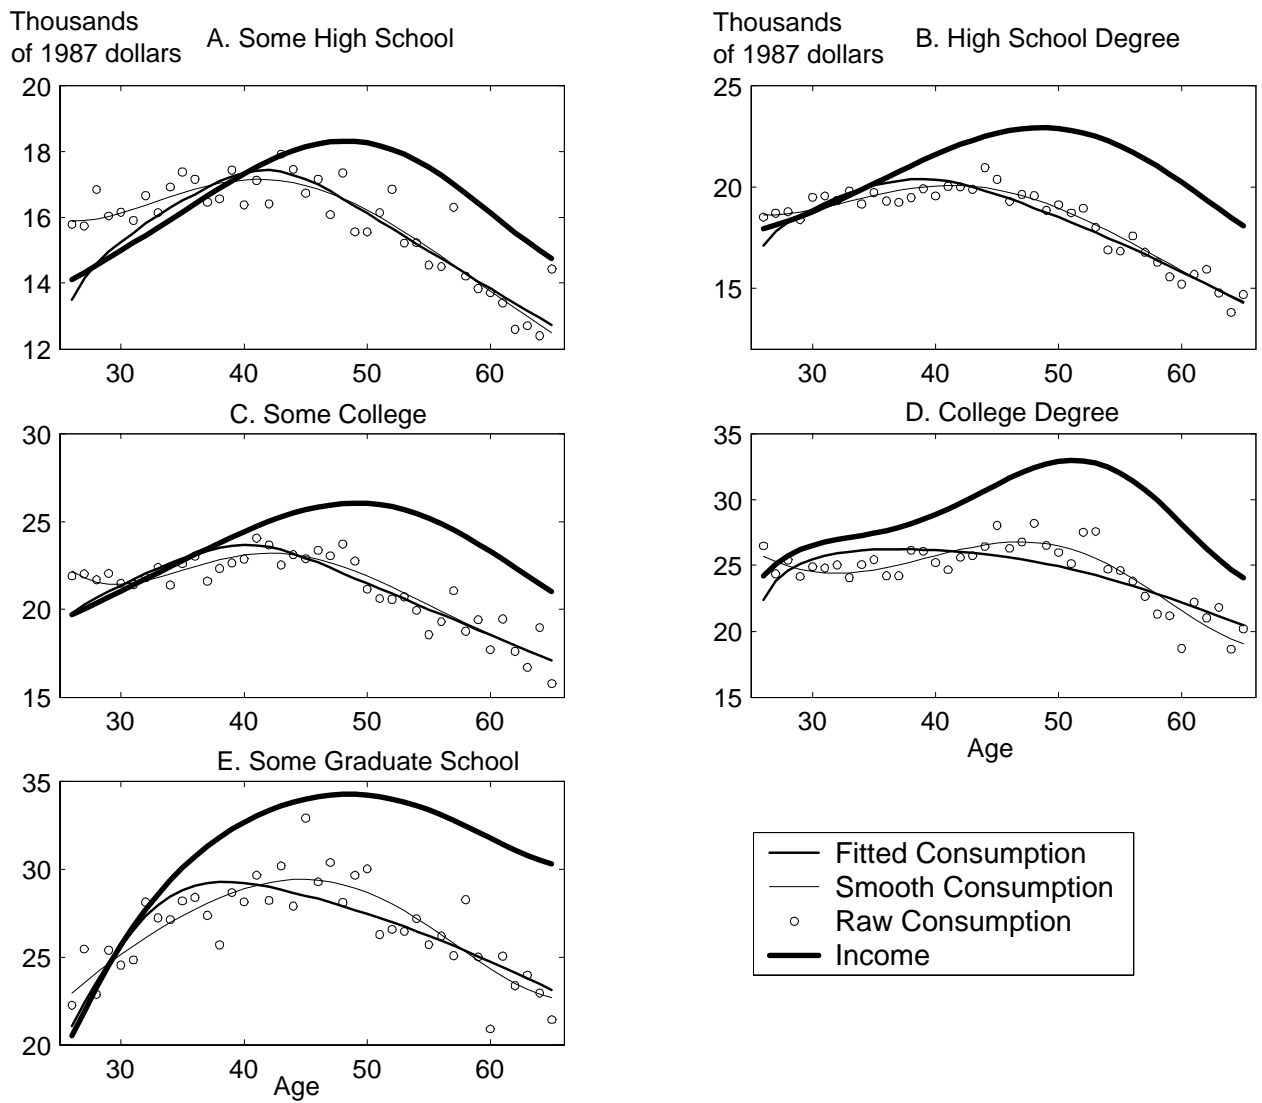 Thousands
of 1987 dollars
A. Some High School
20
18
16
14
12
30 40 50 60
Thousands
of 1987 dollars
B. High School Degree
25
20
15
30 40 50 60
C. Some College
30
25
20
15
30 40 50 60
D. College Degree
35
30
25
20
15
30 40 50 60
Age
E. Some Graduate School
35
30
25
20
30 40 50 60
Age
Fitted Consumption
Smooth Consumption
Raw Consumption
Income